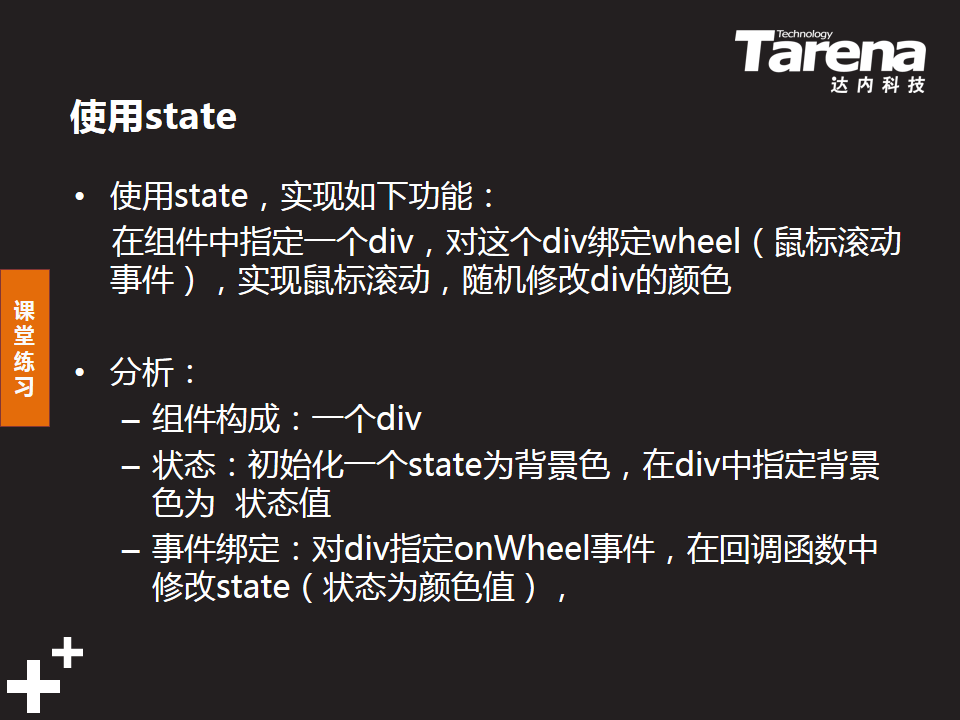 Technology
Tarena
达内科技
使用state
• 使用state，实现如下功能：
在组件中指定一个div，对这个div绑定wheel（鼠标滚动
事件），实现鼠标滚动，随机修改div的颜色
课
堂
练
习
• 分析：
– 组件构成：一个div
– 状态：初始化一个state为背景色，在div中指定背景
色为 状态值
– 事件绑定：对div指定onWheel事件，在回调函数中
修改state（状态为颜色值），